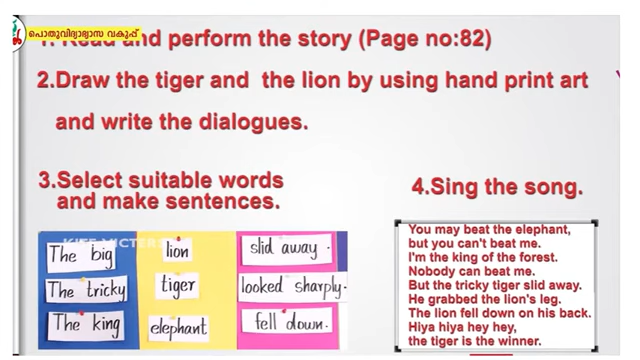 പൊതുവിദ്യാഭ്യാസ വകുപ്പ്
1. Read and perform the story (Page no:82)
2.Draw the tiger and the lion by using hand print art
and write the dialogues.
3.Select suitable words
and make sentences.
4.Sing the song.
KITE VICTERS
The big
lion
slid away.
The tricky
tiger
looked sharply.
The king
elephant
fell down.
You may beat the elephant,
but you can't beat me.
I'm the king of the forest.
Nobody can beat me.
But the tricky tiger slid away.
He grabbed the lion's leg.
The lion fell down on his back.
Hiya hiya hey hey,
the tiger is the winner.